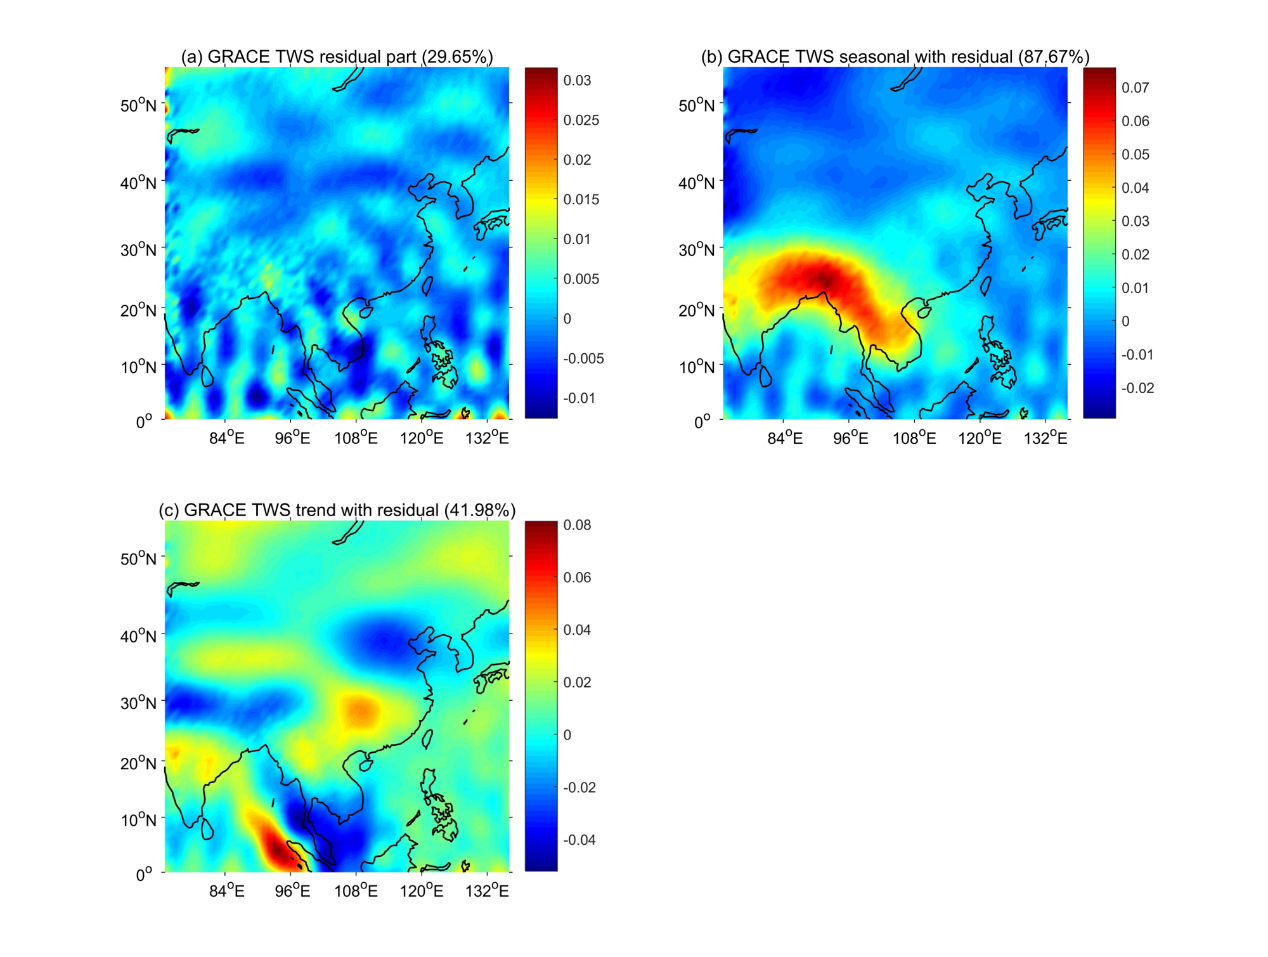 (a) GRACE TWS residual part (29.65%)
50°N
40°N
30°N
20°N
10°N
0°
84°E 96°E 108°E 120°E 132°E
0.03
0.025
0.02
0.015
0.01
0.005
0
-0.005
-0.01
(b) GRACE TWS seasonal with residual (87.67%)
50°N
40°N
30°N
20°N
10°N
0°
84°E 96°E 108°E 120°E 132°E
0.07
0.06
0.05
0.04
0.03
0.02
0.01
0
-0.01
-0.02
(c) GRACE TWS trend with residual (41.98%)
50°N
40°N
30°N
20°N
10°N
0°
84°E 96°E 108°E 120°E 132°E
0.08
0.06
0.04
0.02
0
-0.02
-0.04